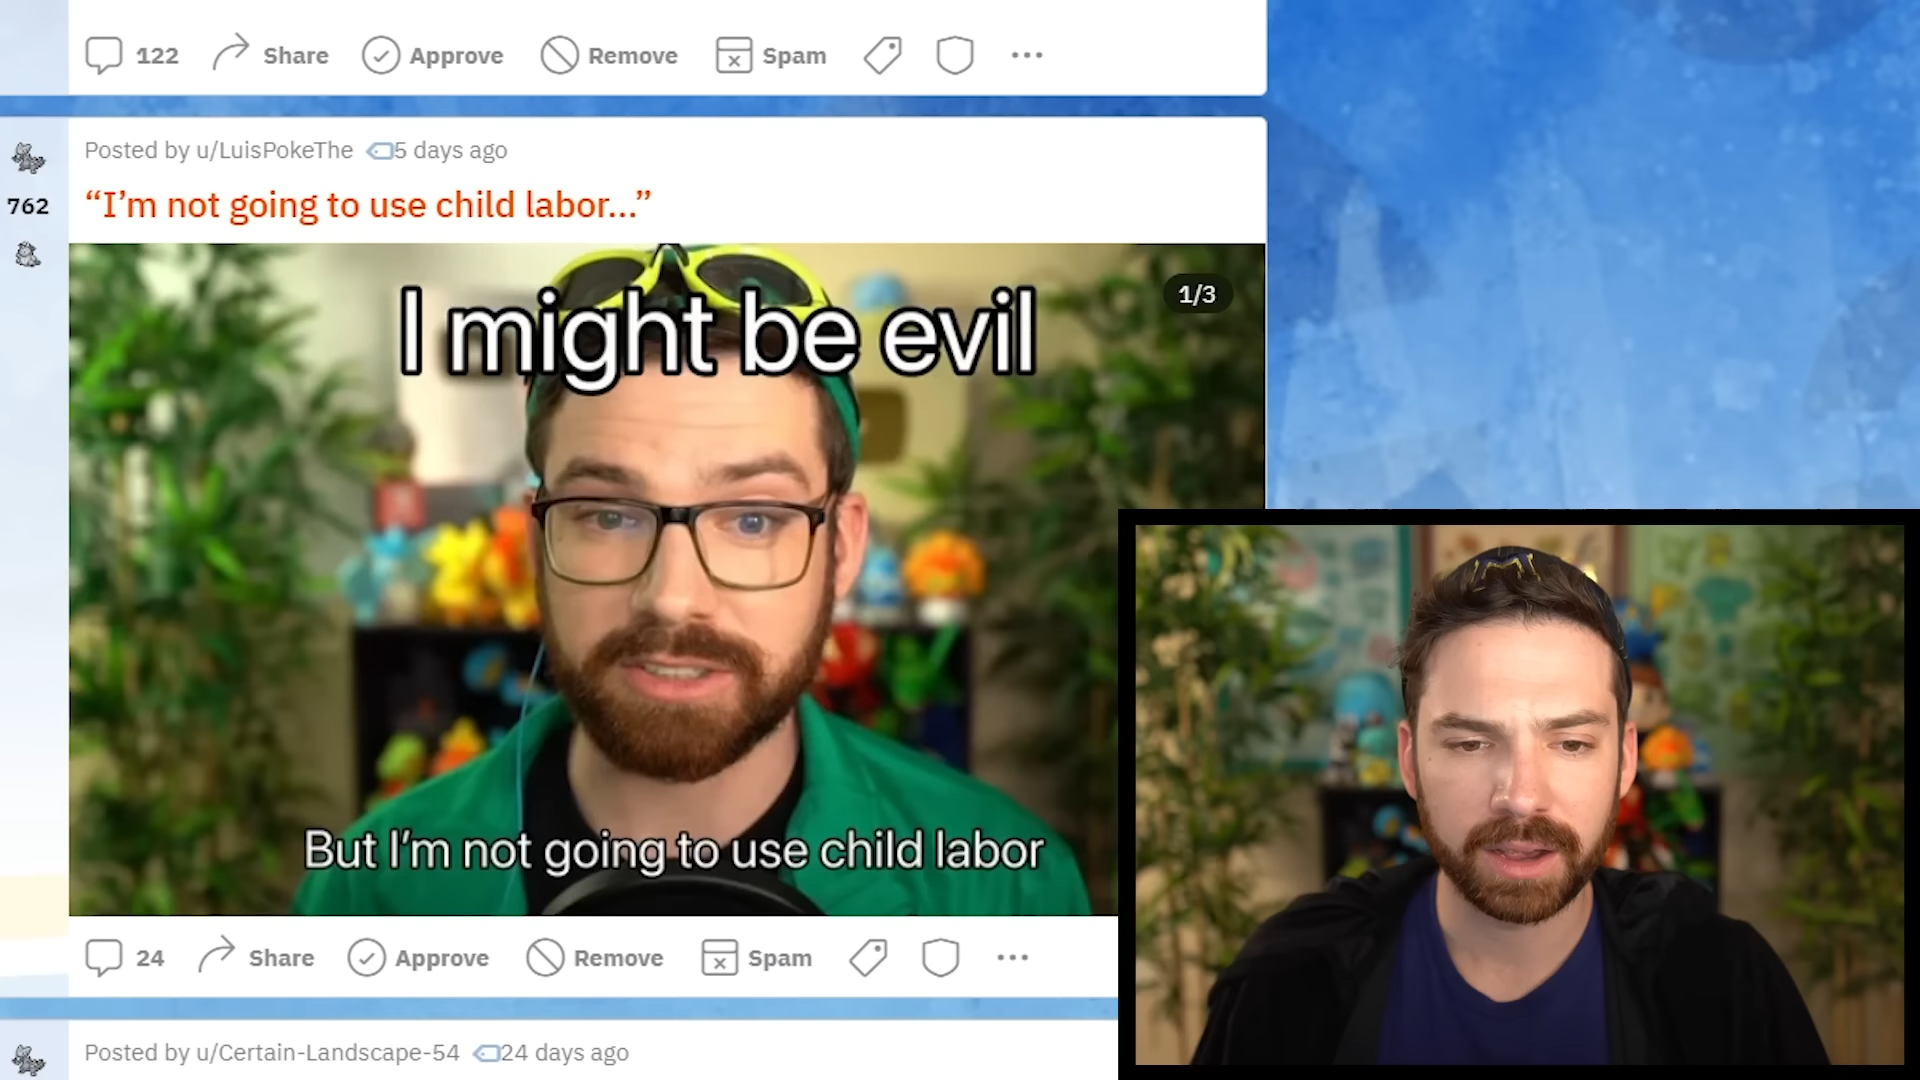 122 Share Approve Remove Spam
Posted by u/LuisPokeThe 5 days ago
762
“I’m not going to use child labor...”
1/3
I might be evil
But I’m not going to use child labor
24 Share Approve Remove Spam
Posted by u/Certain-Landscape-54 24 days ago